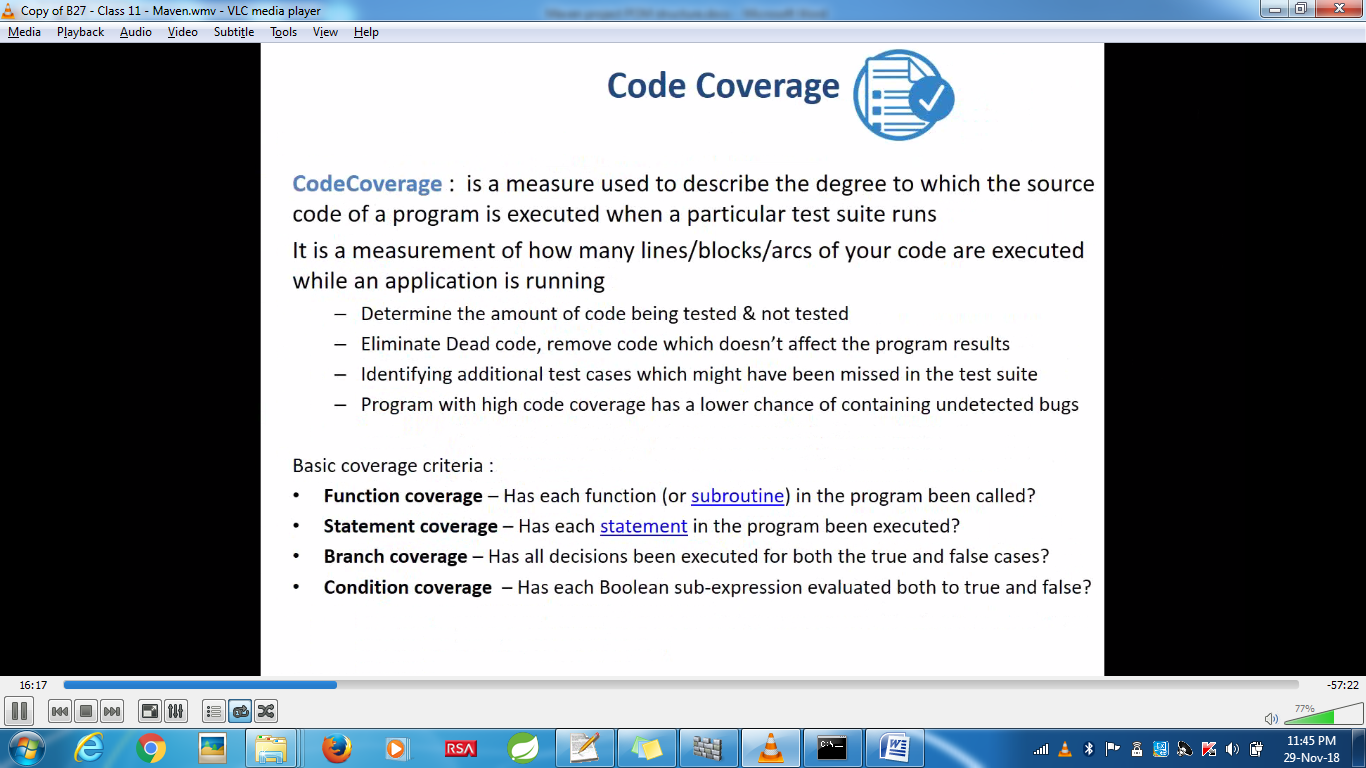 Copy of B27 - Class 11 - Maven.wmv - VLC media player
Media Playback Audio Video Subtitle Tools View Help
Code Coverage
CodeCoverage : is a measure used to describe the degree to which the source
code of a program is executed when a particular test suite runs
It is a measurement of how many lines/blocks/arcs of your code are executed
while an application is running
– Determine the amount of code being tested & not tested
– Eliminate Dead code, remove code which doesn’t affect the program results
– Identifying additional test cases which might have been missed in the test suite
– Program with high code coverage has a lower chance of containing undetected bugs
Basic coverage criteria :
• Function coverage – Has each function (or subroutine) in the program been called?
• Statement coverage – Has each statement in the program been executed?
• Branch coverage – Has all decisions been executed for both the true and false cases?
• Condition coverage – Has each Boolean sub-expression evaluated both to true and false?
16:17
-57:22
77%
RSA
C:\
11:45 PM
29-Nov-18